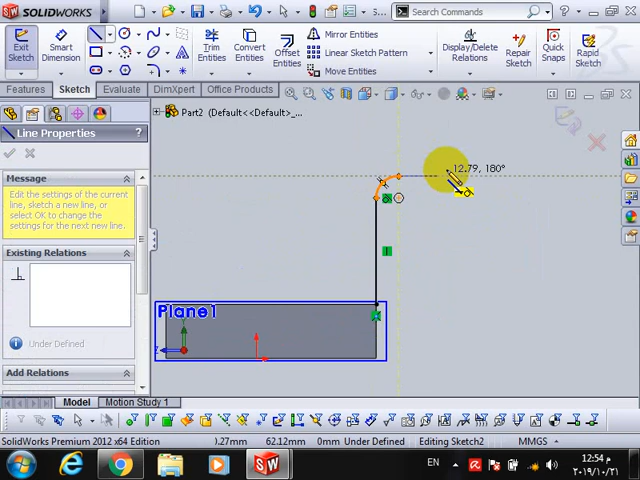 SOLIDWORKS
Search Commands
Exit Sketch
Smart Dimension
Trim Entities
Convert Entities
Offset Entities
Mirror Entities
Linear Sketch Pattern
Move Entities
Display/Delete Relations
Repair Sketch
Quick Snaps
Rapid Sketch
Features
Sketch
Evaluate
DimXpert
Office Products
Line Properties
Part2 (Default<<Default>_...
Message
Edit the settings of the current line, sketch a new line, or select OK to change the settings for the next new line.
Existing Relations
Under Defined
Add Relations
12.79, 180°
Plane1
Model
Motion Study 1
SolidWorks Premium 2012 x64 Edition
62.12mm
0mm
Under Defined
Editing Sketch2
MMGS
EN
12:54 م
٢٠١٩/١٠/٢١